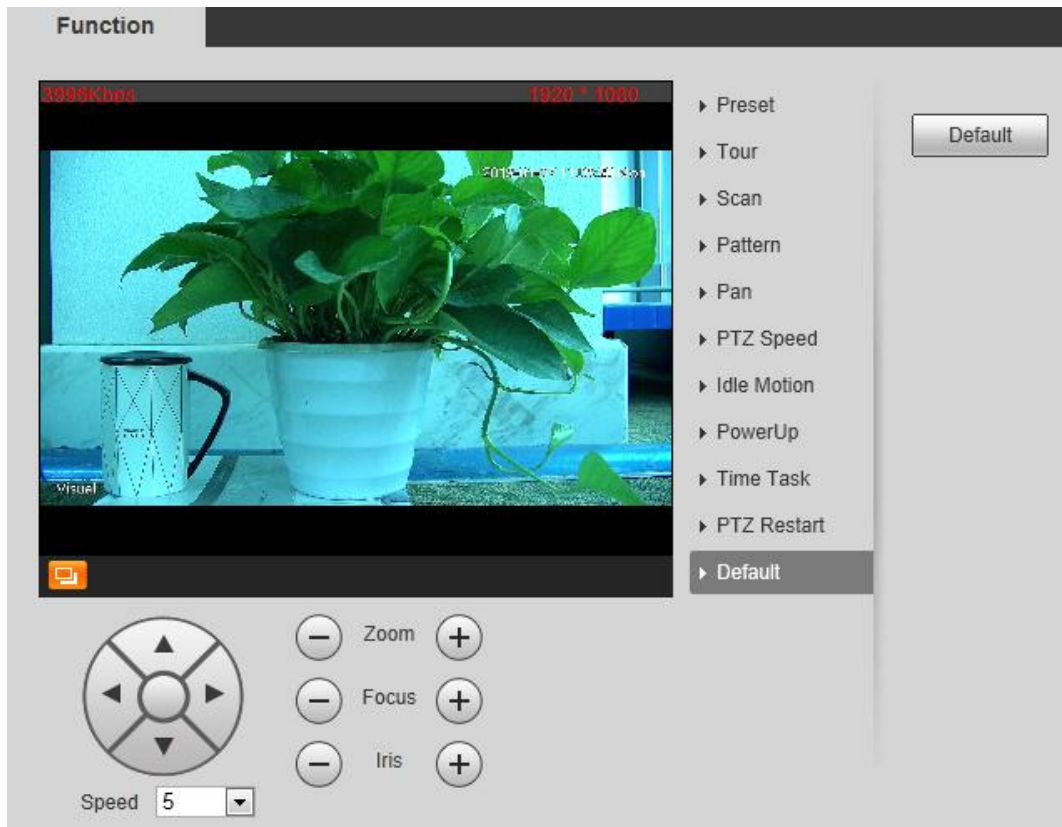 Function
3996Kbps 1920 * 1080
Visuel
Preset
Tour
Scan
Pattern
Pan
PTZ Speed
Idle Motion
PowerUp
Time Task
PTZ Restart
Default
Default
Zoom
Focus
Iris
Speed 5